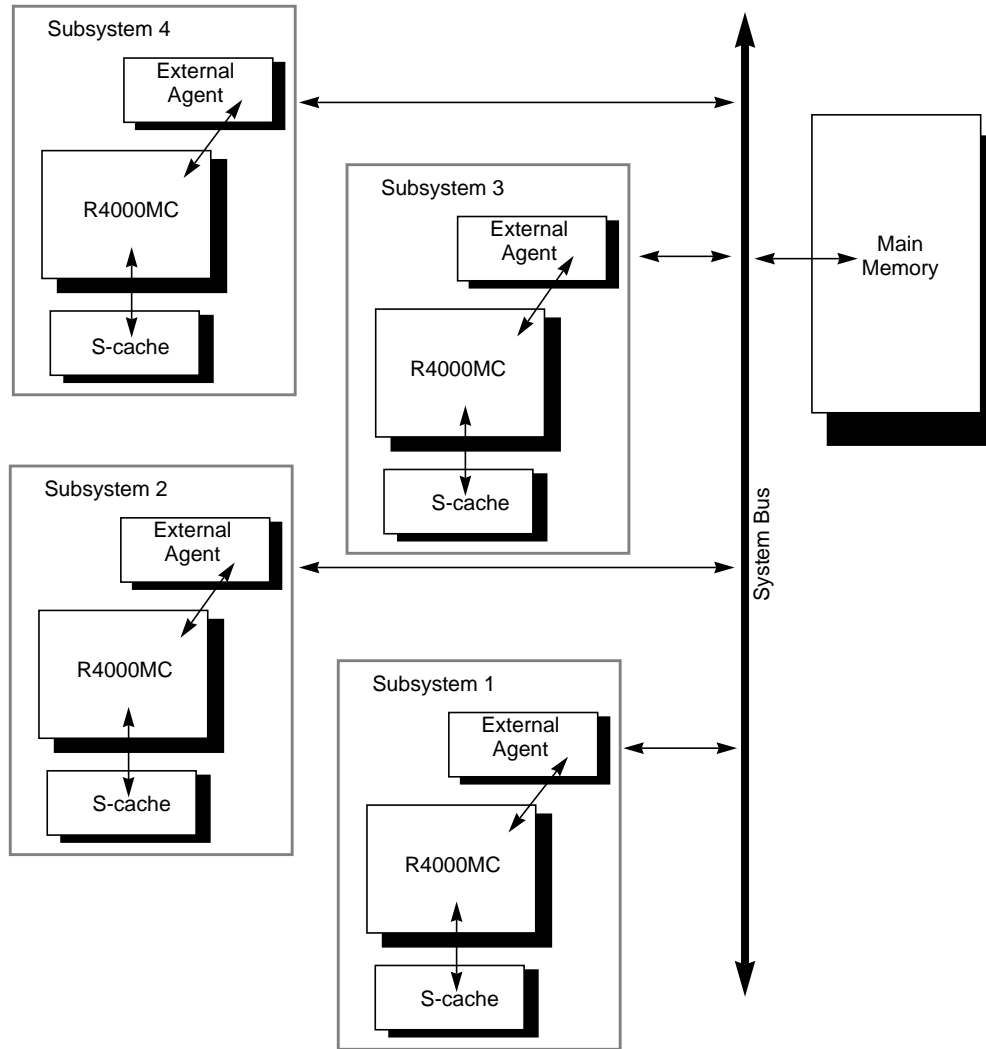 Subsystem 4
External
Agent
R4000MC
S-cache
Subsystem 3
External
Agent
R4000MC
S-cache
Main
Memory
Subsystem 2
External
Agent
R4000MC
S-cache
System Bus
Subsystem 1
External
Agent
R4000MC
S-cache